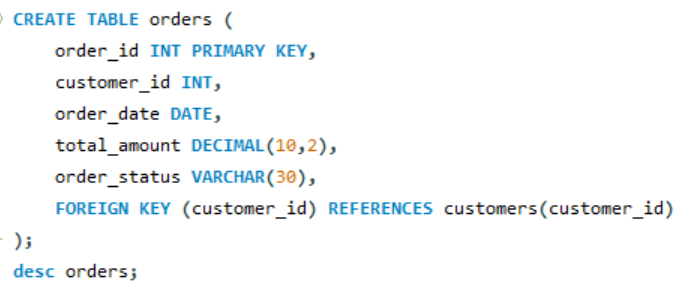 CREATE TABLE orders (
order_id INT PRIMARY KEY,
customer_id INT,
order_date DATE,
total_amount DECIMAL(10,2),
order_status VARCHAR(30),
FOREIGN KEY (customer_id) REFERENCES customers(customer_id)
);
desc orders;